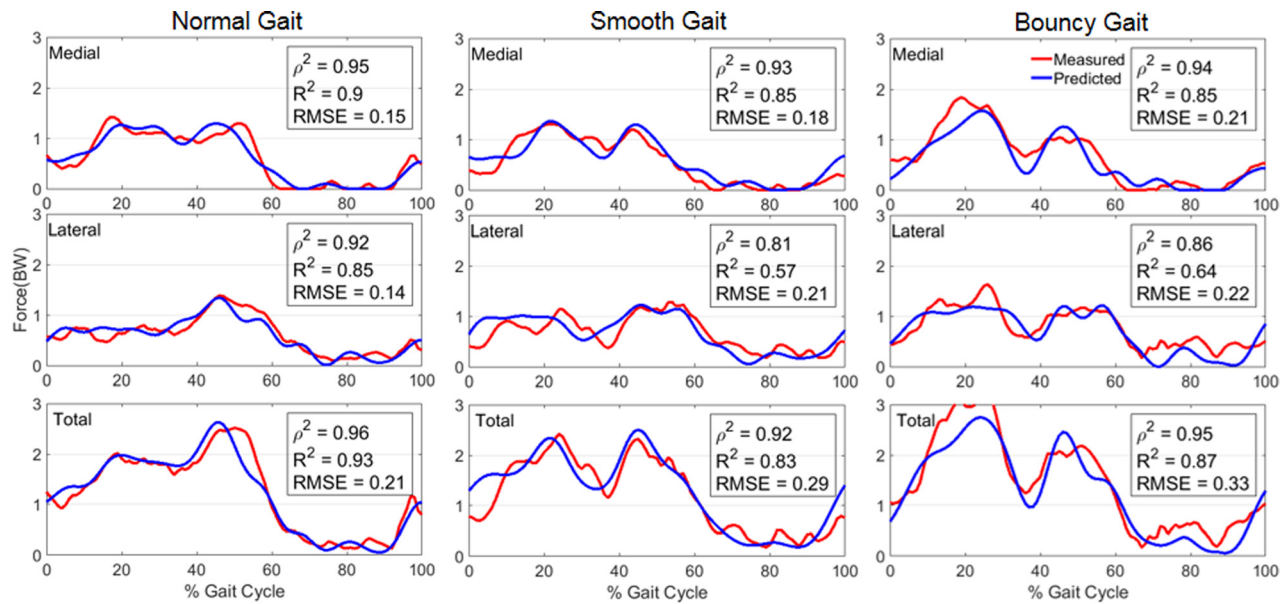 Normal Gait
Smooth Gait
Bouncy Gait
3
2
1
0
Medial
ρ² = 0.95
R² = 0.9
RMSE = 0.15
0 20 40 60 80 100
3
2
1
0
Medial
ρ² = 0.93
R² = 0.85
RMSE = 0.18
0 20 40 60 80 100
3
2
1
0
Medial
Measured
Predicted
ρ² = 0.94
R² = 0.85
RMSE = 0.21
0 20 40 60 80 100
Force(BW)
3
2
1
0
Lateral
ρ² = 0.92
R² = 0.85
RMSE = 0.14
0 20 40 60 80 100
3
2
1
0
Lateral
ρ² = 0.81
R² = 0.57
RMSE = 0.21
0 20 40 60 80 100
3
2
1
0
Lateral
ρ² = 0.86
R² = 0.64
RMSE = 0.22
0 20 40 60 80 100
3
2
1
0
Total
ρ² = 0.96
R² = 0.93
RMSE = 0.21
0 20 40 60 80 100
% Gait Cycle
3
2
1
0
Total
ρ² = 0.92
R² = 0.83
RMSE = 0.29
0 20 40 60 80 100
% Gait Cycle
3
2
1
0
Total
ρ² = 0.95
R² = 0.87
RMSE = 0.33
0 20 40 60 80 100
% Gait Cycle